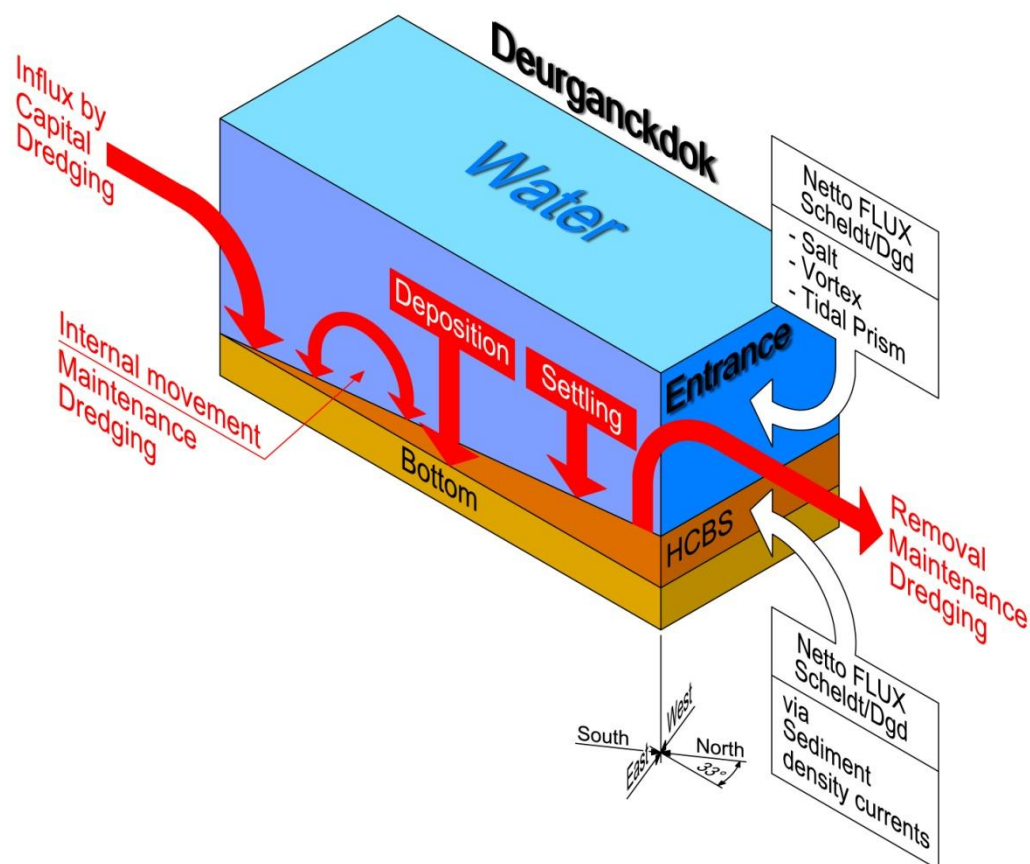 Deurganckdok
Influx by
Capital
Dredging
Water
Netto FLUX
Scheldt/Dgd
- Salt
- Vortex
- Tidal Prism
Deposition
Settling
Entrance
Internal movement
Maintenance
Dredging
Bottom
HCBS
Removal
Maintenance
Dredging
Netto FLUX
Scheldt/Dgd
via
Sediment
density currents
West
South
North
East
33°